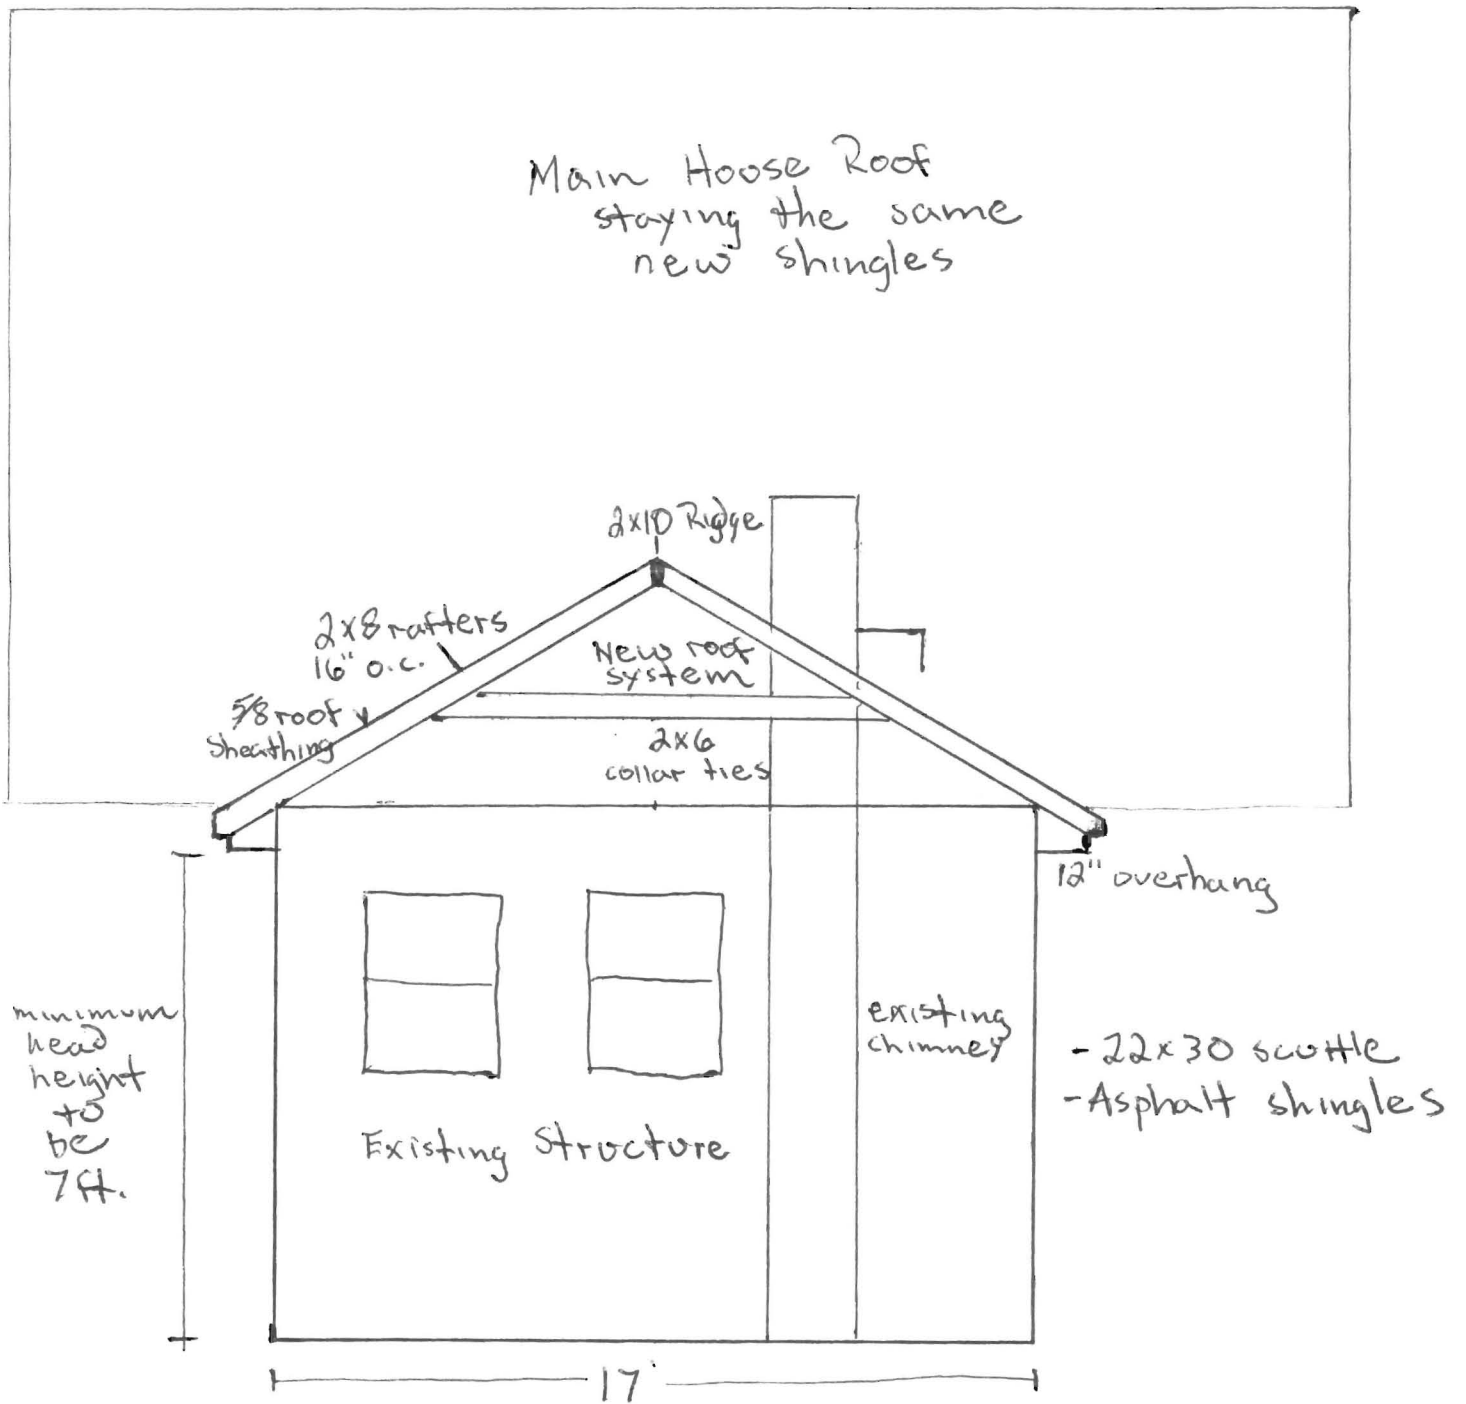 Main House Roof
staying the same
new shingles
2x10 Ridge
2x8 rafters
16" o.c.
New roof
system
5/8 roof
Sheathing
2x6
collar ties
12" overhang
minimum
head
height
to
be
7ft.
existing
chimney
- 22x30 scuttle
- Asphalt shingles
Existing Structure
17'